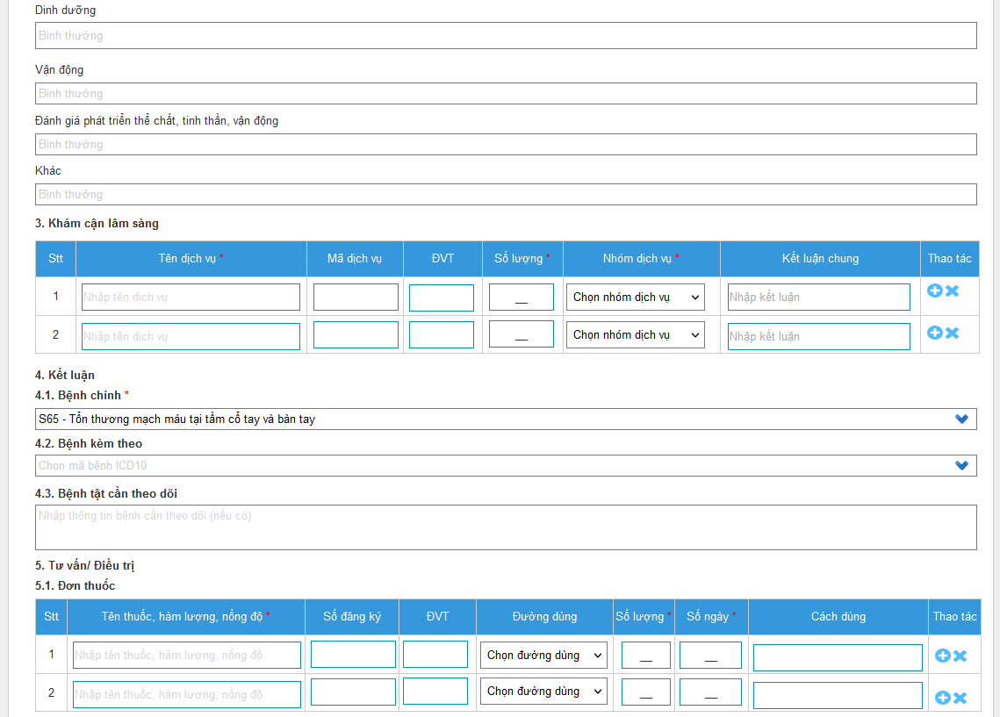 Dinh dưỡng
Bình thường
Vận động
Bình thường
Đánh giá phát triển thể chất, tinh thần, vận động
Bình thường
Khác
Bình thường
3. Khám cận lâm sàng
Stt Tên dịch vụ * Mã dịch vụ ĐVT Số lượng * Nhóm dịch vụ * Kết luận chung Thao tác
1 Nhập tên dịch vụ __ Chọn nhóm dịch vụ Nhập kết luận
2 Nhập tên dịch vụ __ Chọn nhóm dịch vụ Nhập kết luận
4. Kết luận
4.1. Bệnh chính *
S65 - Tổn thương mạch máu tại tầm cổ tay và bàn tay
4.2. Bệnh kèm theo
Chọn mã bệnh ICD10
4.3. Bệnh tật cần theo dõi
Nhập thông tin bệnh cần theo dõi (nếu có)
5. Tư vấn/ Điều trị
5.1. Đơn thuốc
Stt Tên thuốc, hàm lượng, nồng độ * Số đăng ký ĐVT Đường dùng Số lượng * Số ngày * Cách dùng Thao tác
1 Nhập tên thuốc, hàm lượng, nồng độ Chọn đường dùng __ __
2 Nhập tên thuốc, hàm lượng, nồng độ Chọn đường dùng __ __